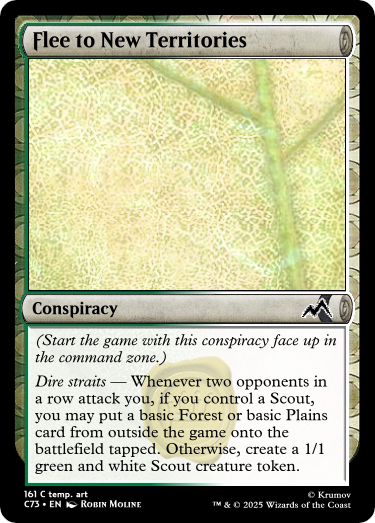 Flee to New Territories
Conspiracy
(Start the game with this conspiracy face up in
the command zone.)
Dire straits — Whenever two opponents in
a row attack you, if you control a Scout,
you may put a basic Forest or basic Plains
card from outside the game onto the
battlefield tapped. Otherwise, create a 1/1
green and white Scout creature token.
161 C temp. art
© Krumov
C73 • EN Robin Moline
™ & © 2025 Wizards of the Coast